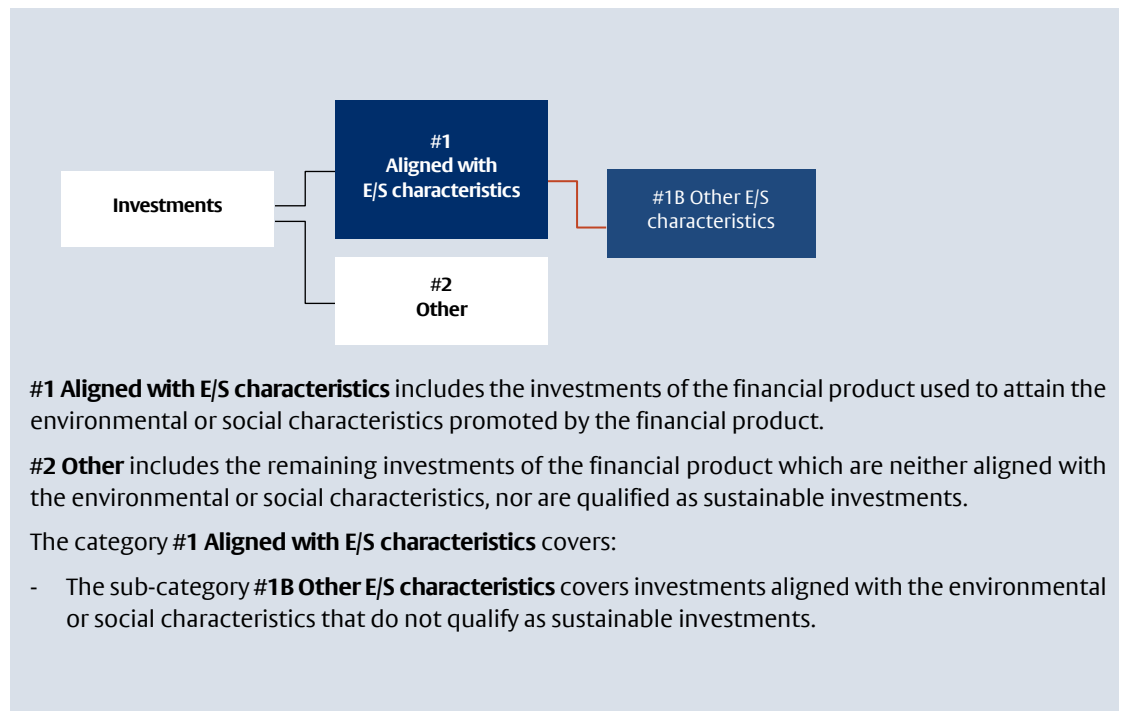 #1
Aligned with
E/S characteristics
Investments
#1B Other E/S
characteristics
#2
Other
#1 Aligned with E/S characteristics includes the investments of the financial product used to attain the
environmental or social characteristics promoted by the financial product.
#2 Other includes the remaining investments of the financial product which are neither aligned with
the environmental or social characteristics, nor are qualified as sustainable investments.
The category #1 Aligned with E/S characteristics covers:
- The sub-category #1B Other E/S characteristics covers investments aligned with the environmental
or social characteristics that do not qualify as sustainable investments.